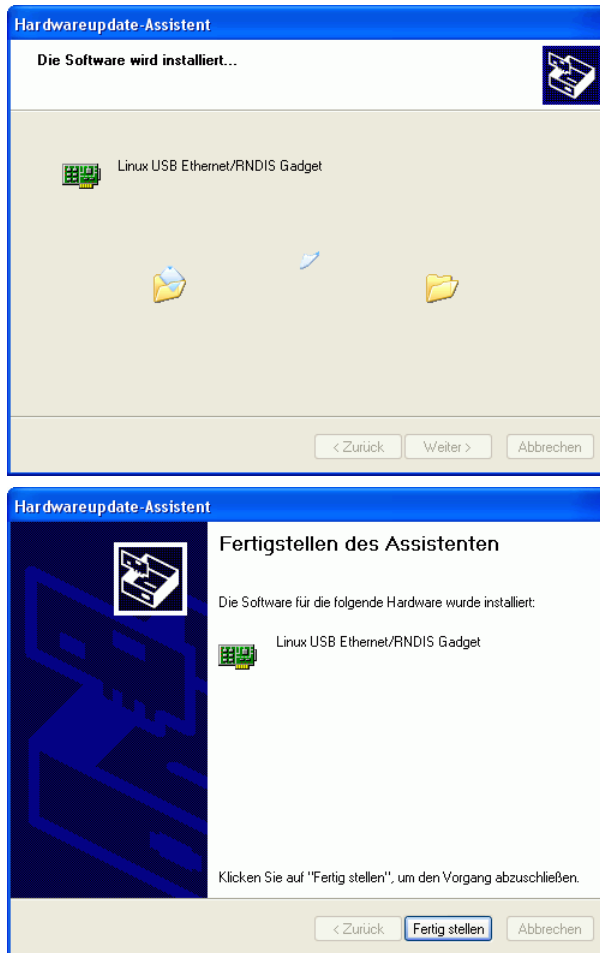 Hardwareupdate-Assistent
Die Software wird installiert...
Linux USB Ethernet/RNDIS Gadget
< Zurück
Weiter >
Abbrechen
Hardwareupdate-Assistent
Fertigstellen des Assistenten
Die Software für die folgende Hardware wurde installiert:
Linux USB Ethernet/RNDIS Gadget
Klicken Sie auf "Fertig stellen", um den Vorgang abzuschließen.
< Zurück
Fertig stellen
Abbrechen